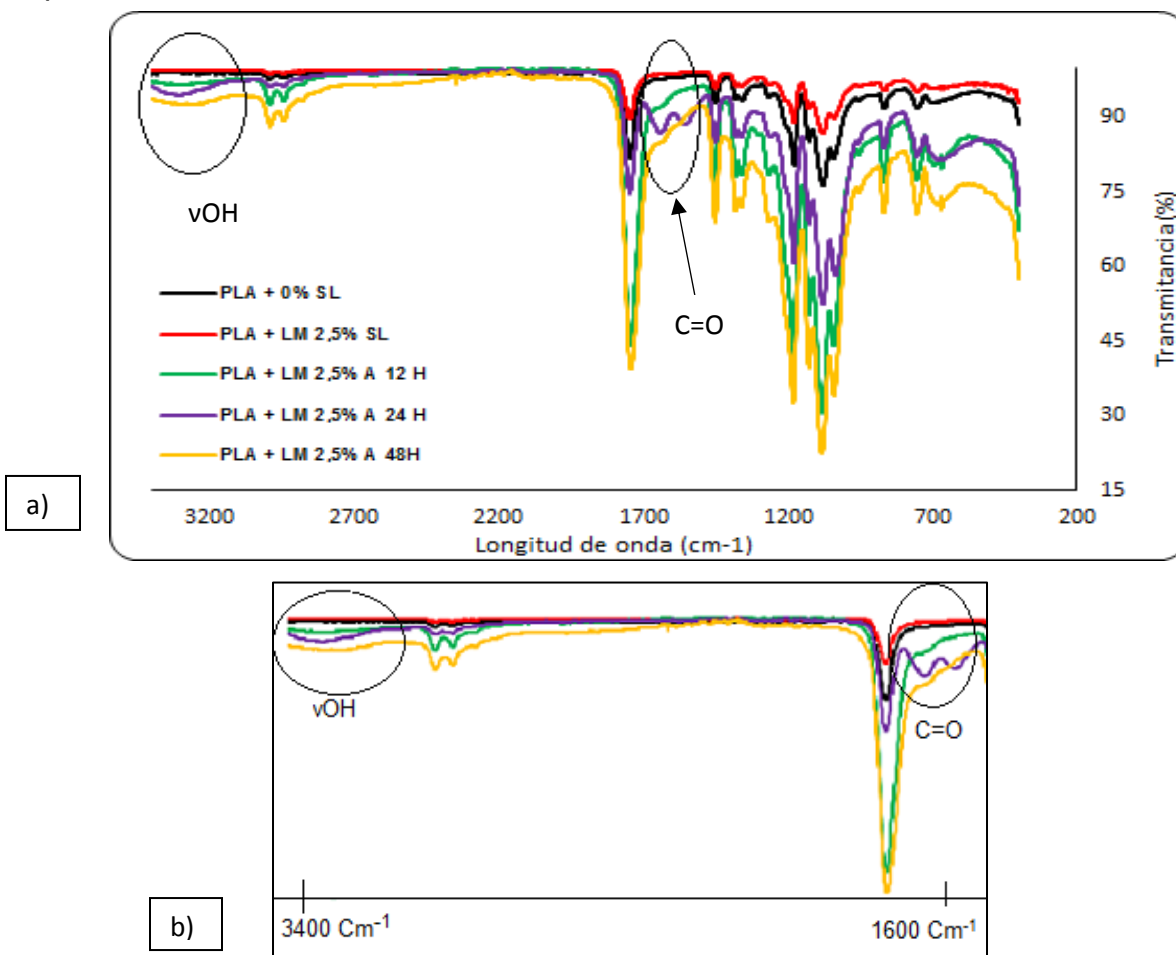 νOH
C=O
PLA + 0% SL
PLA + LM 2,5% SL
PLA + LM 2,5% A 12 H
PLA + LM 2,5% A 24 H
PLA + LM 2,5% A 48H
90
75
60
45
30
15
Transmitancia(%)
3200 2700 2200 1700 1200 700 200
Longitud de onda (cm-1)
a)
νOH
C=O
3400 Cm-1 1600 Cm-1
b)